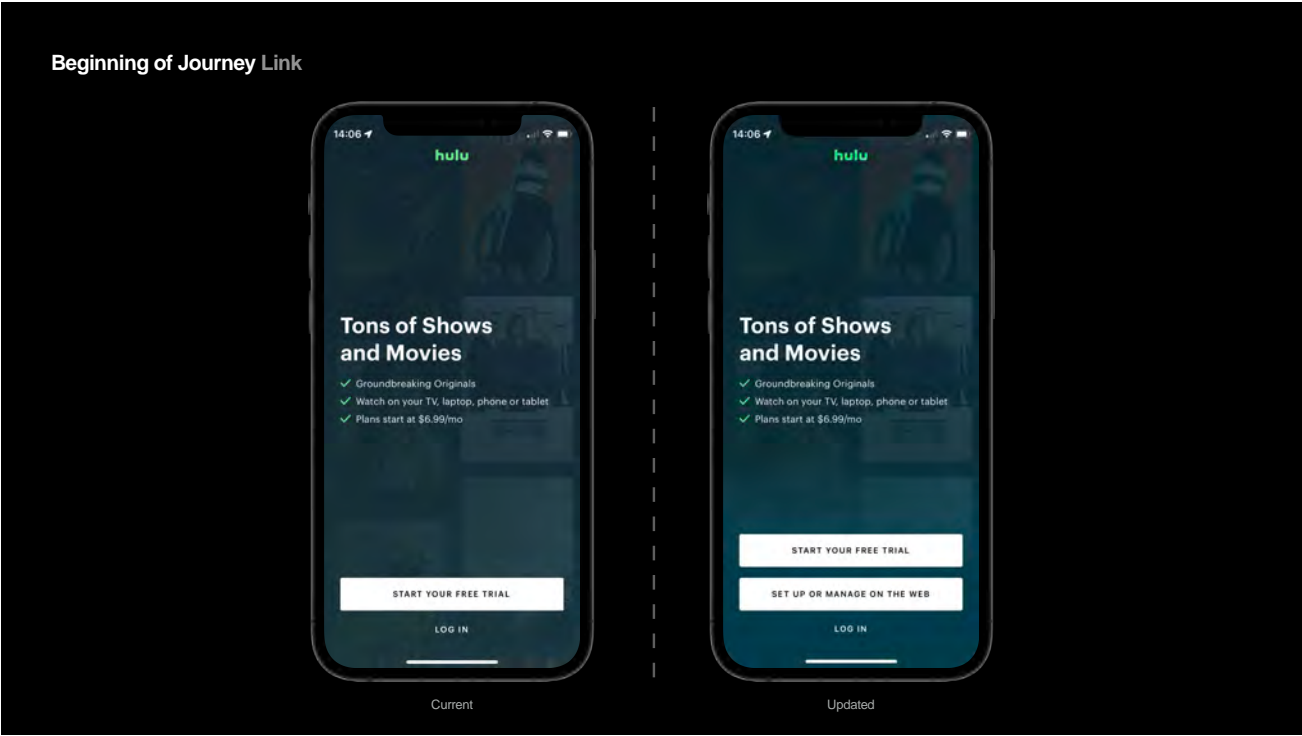 Beginning of Journey Link
14:06
hulu
Tons of Shows
and Movies
Groundbreaking Originals
Watch on your TV, laptop, phone or tablet
Plans start at $6.99/mo
START YOUR FREE TRIAL
LOG IN
Current
14:06
hulu
Tons of Shows
and Movies
Groundbreaking Originals
Watch on your TV, laptop, phone or tablet
Plans start at $6.99/mo
START YOUR FREE TRIAL
SET UP OR MANAGE ON THE WEB
LOG IN
Updated